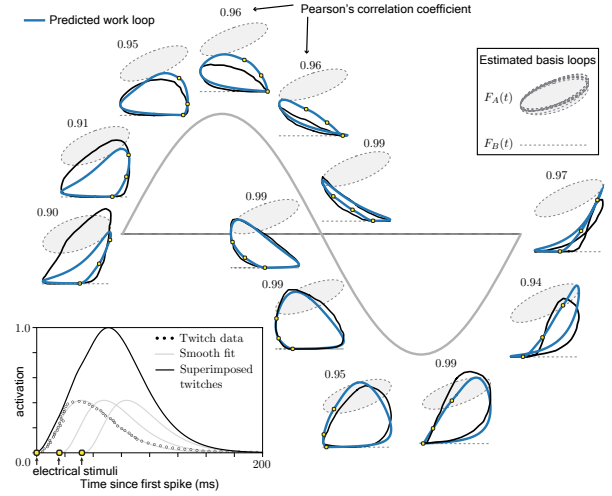 Predicted work loop
0.96
Pearson's correlation coefficient
0.95
0.96
Estimated basis loops
F_A(t)
F_B(t)
0.91
0.99
0.90
0.99
0.97
0.99
0.94
0.95
0.99
1.0
activation
0.0
Twitch data
Smooth fit
Superimposed
twitches
200
electrical stimuli
Time since first spike (ms)